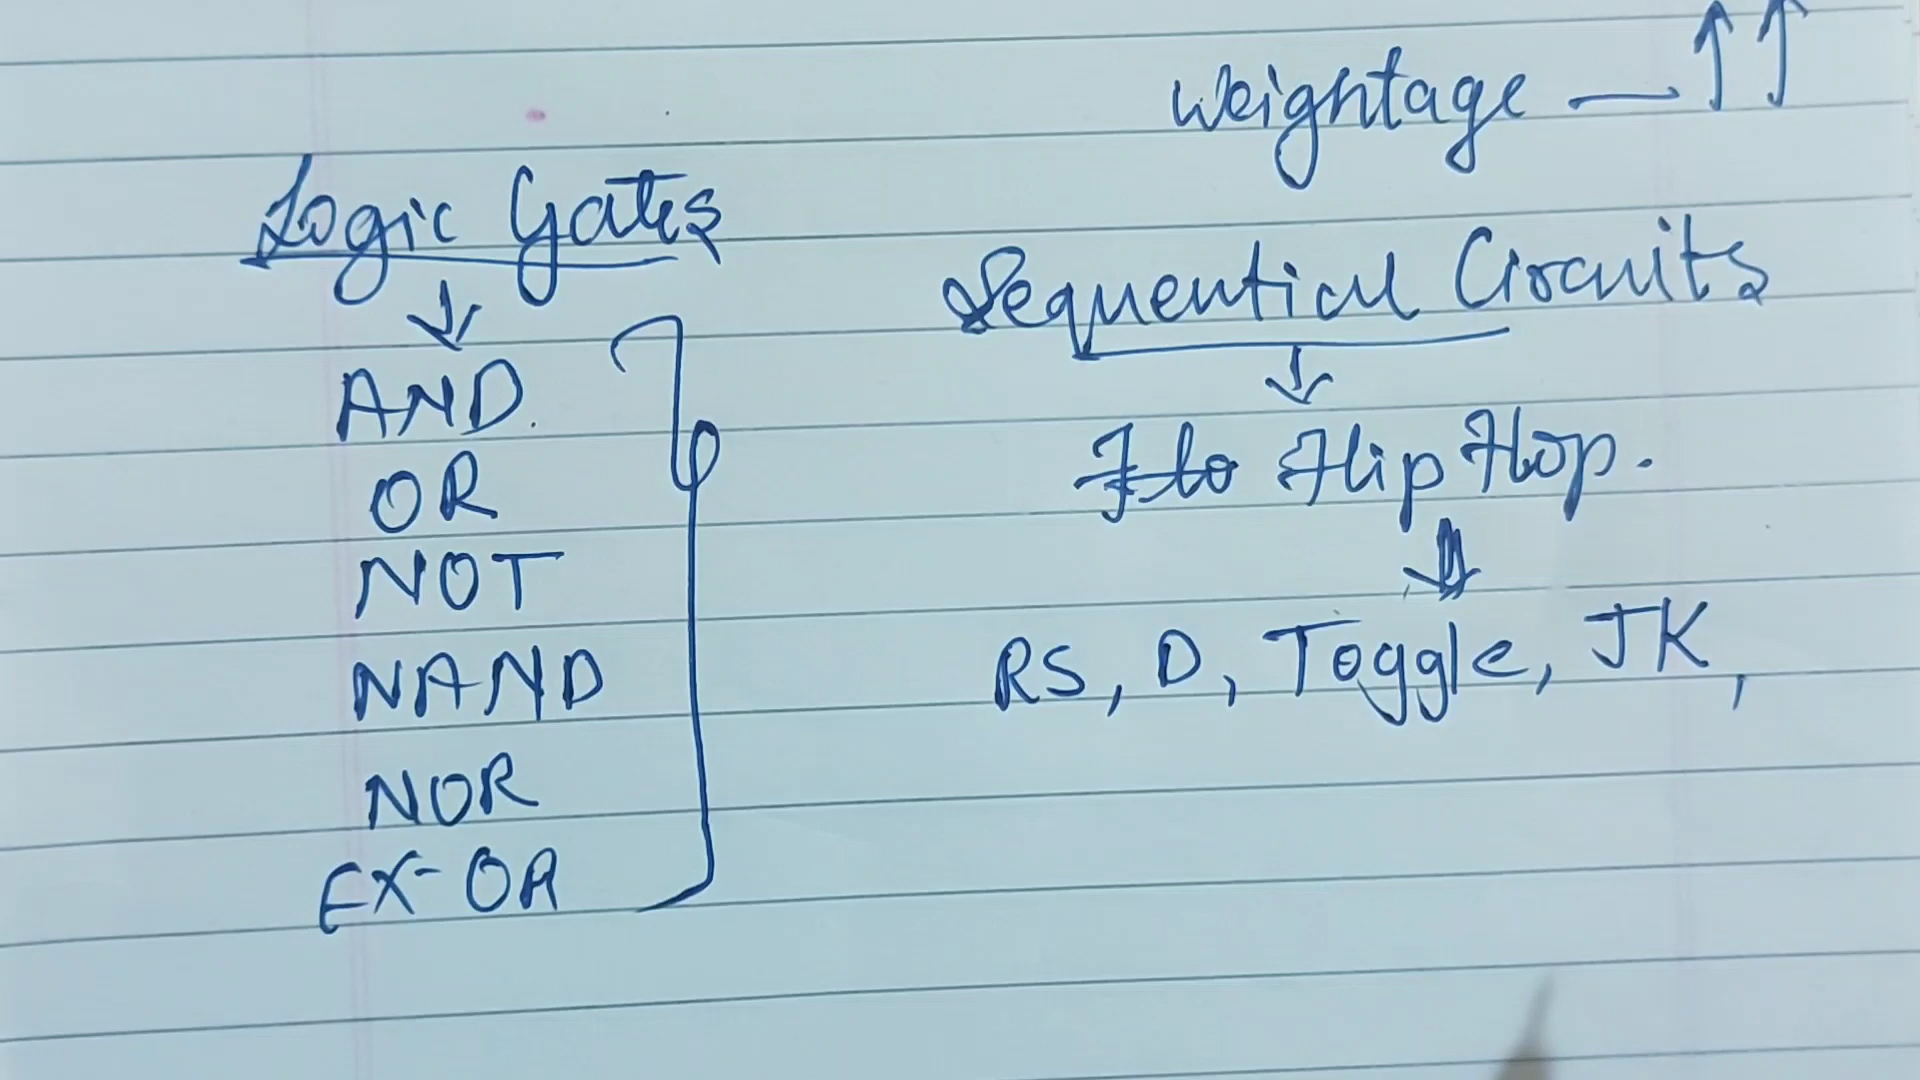 Weightage — ↑↑
Logic Gates
↓
AND.
OR
NOT
NAND
NOR
EX-OR
Sequential Circuits
↓
Flip Flop.
↓
RS, D, Toggle, JK,